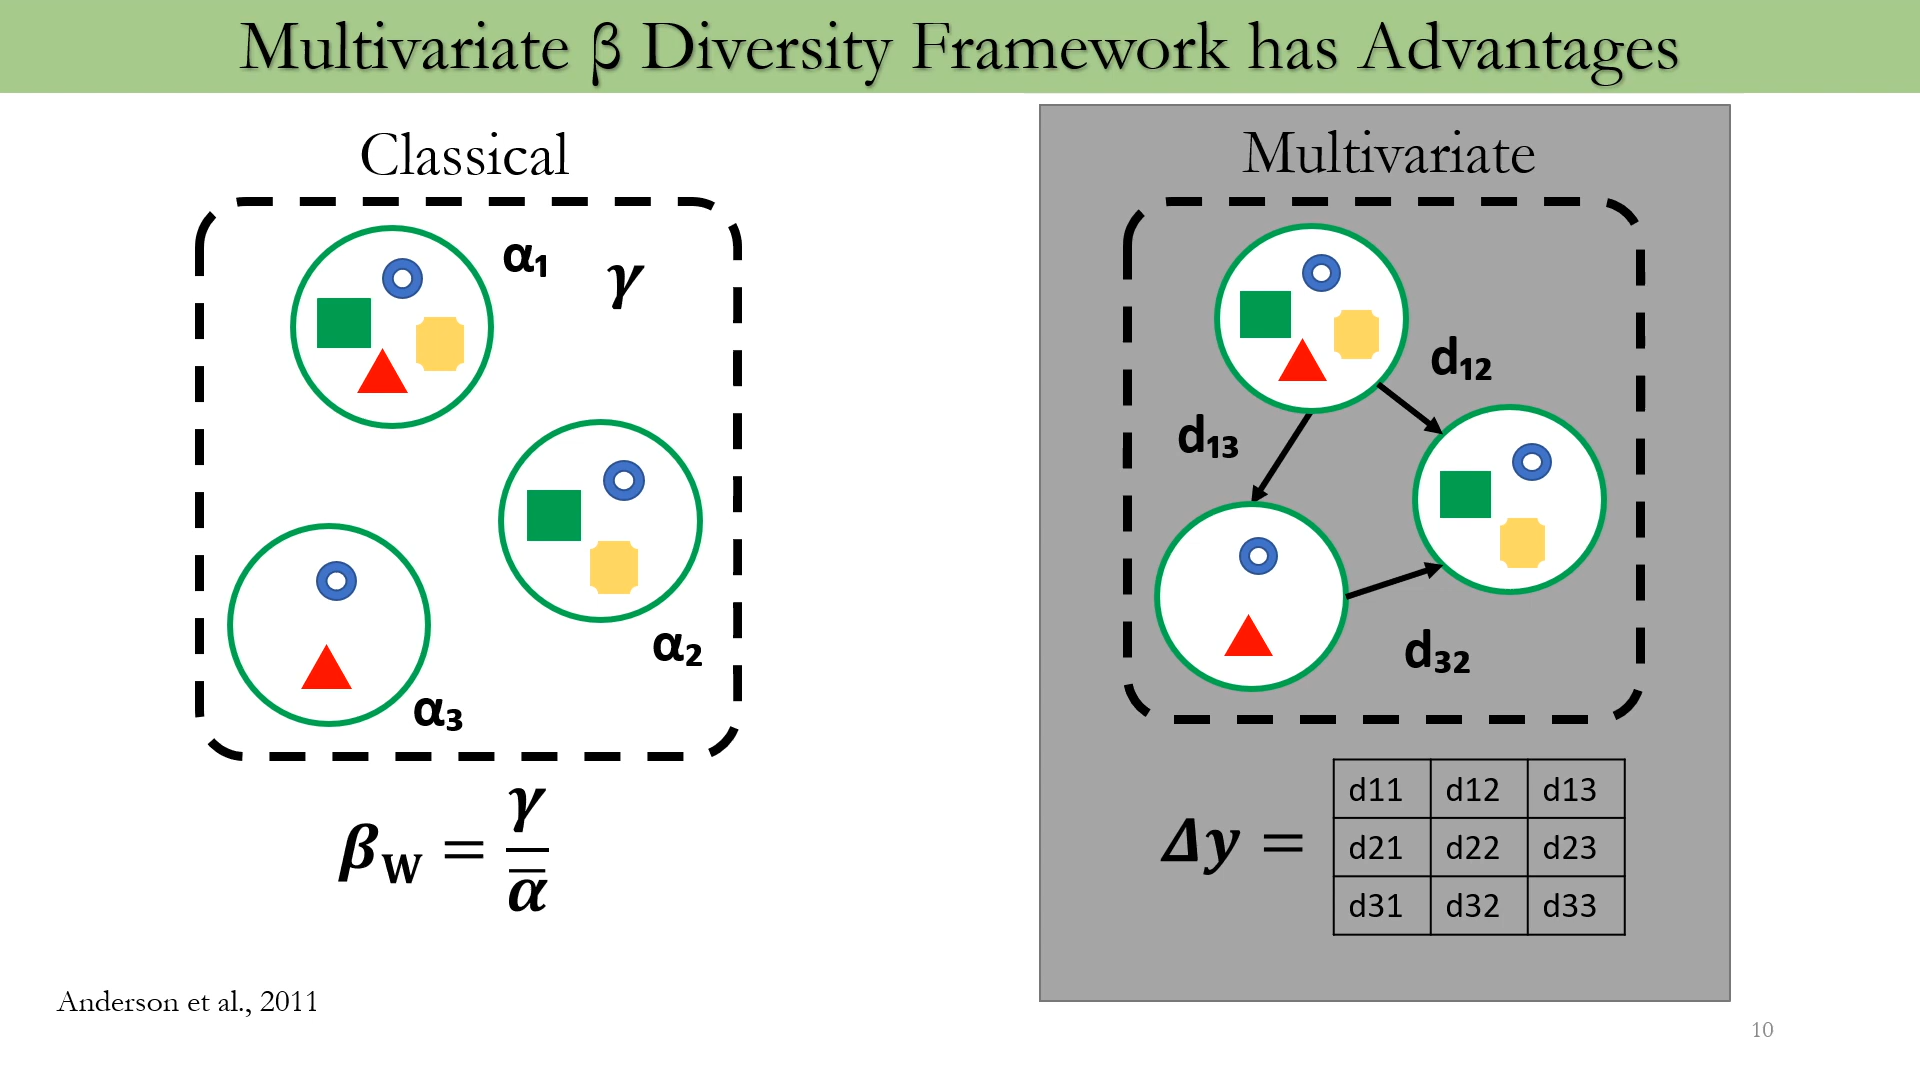 Multivariate β Diversity Framework has Advantages
Classical
α₁
γ
α₂
α₃
β_W = γ / ᾱ
Anderson et al., 2011
Multivariate
d₁₂
d₁₃
d₃₂
Δy =
d11 d12 d13
d21 d22 d23
d31 d32 d33
10